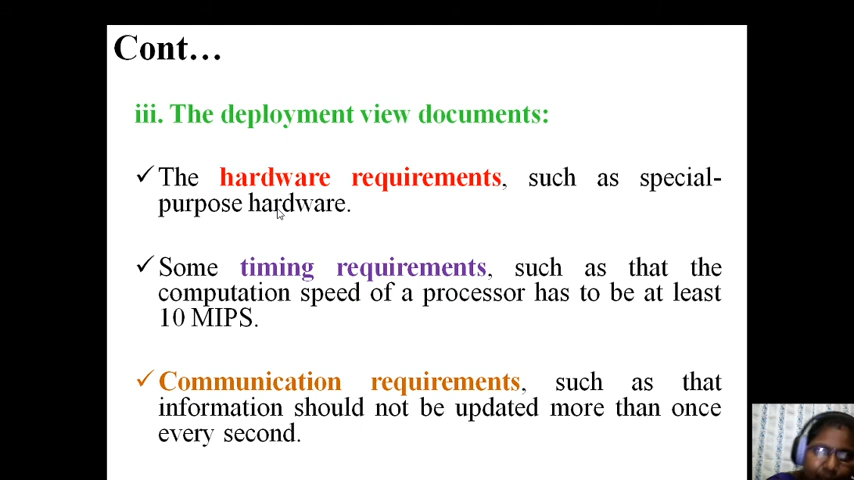 Cont...
iii. The deployment view documents:
✓The hardware requirements, such as special-
purpose hardware.
✓Some timing requirements, such as that the
computation speed of a processor has to be at least
10 MIPS.
✓Communication requirements, such as that
information should not be updated more than once
every second.